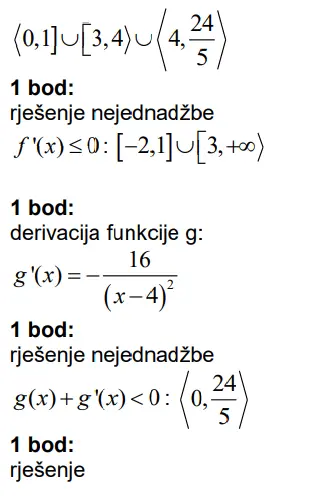 ⟨0,1]∪[3,4⟩∪⟨4,24/5⟩
1 bod:
rješenje nejednadžbe
f'(x)≤0: [−2,1]∪[3,+∞⟩
1 bod:
derivacija funkcije g:
g'(x)=−16/(x−4)²
1 bod:
rješenje nejednadžbe
g(x)+g'(x)<0: ⟨0,24/5⟩
1 bod:
rješenje